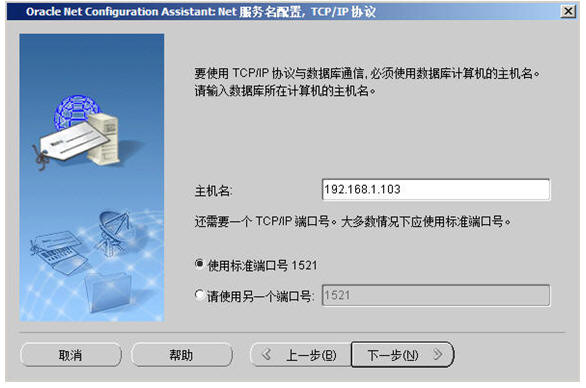 Oracle Net Configuration Assistant: Net 服务名配置, TCP/IP 协议
要使用 TCP/IP 协议与数据库通信, 必须使用数据库计算机的主机名。
请输入数据库所在计算机的主机名。
主机名: 192.168.1.103
还需要一个 TCP/IP 端口号。大多数情况下应使用标准端口号。
使用标准端口号 1521
请使用另一个端口号: 1521
取消 帮助 上一步(B) 下一步(N)